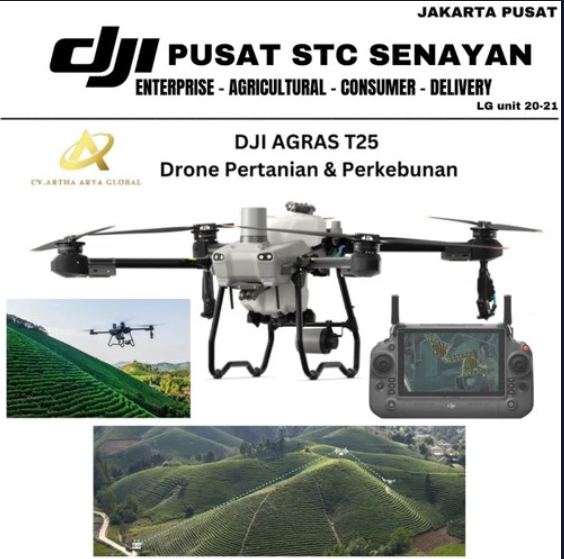 JAKARTA PUSAT
dji PUSAT STC SENAYAN
ENTERPRISE - AGRICULTURAL - CONSUMER - DELIVERY
LG unit 20-21
DJI AGRAS T25
Drone Pertanian & Perkebunan
CV.ARTHA ARYA GLOBAL
dji